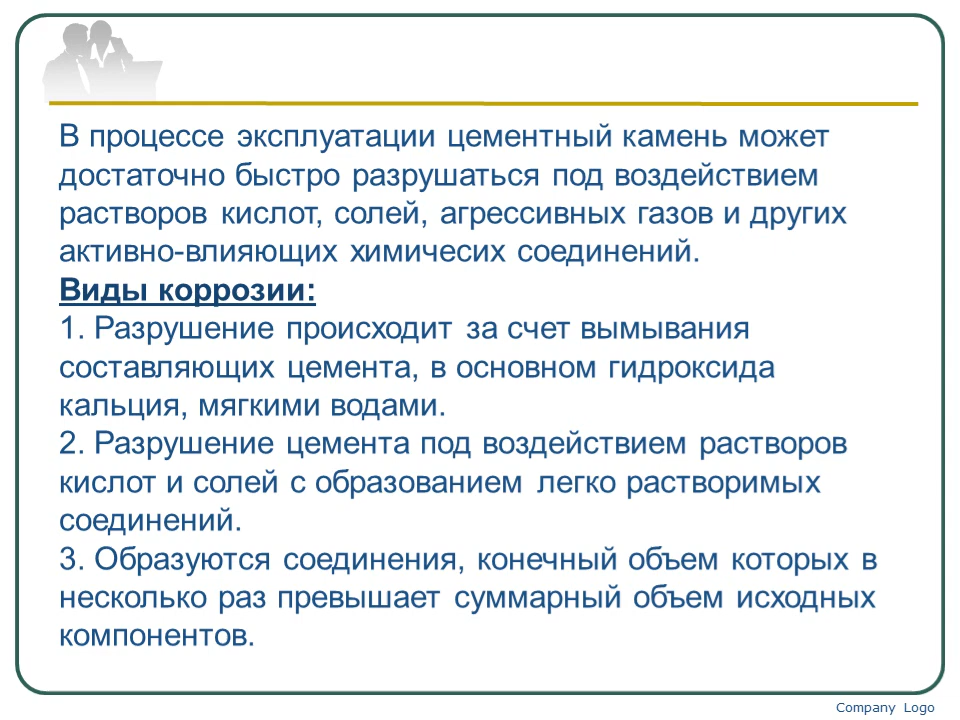 В процессе эксплуатации цементный камень может
достаточно быстро разрушаться под воздействием
растворов кислот, солей, агрессивных газов и других
активно-влияющих химичесих соединений.
Виды коррозии:
1. Разрушение происходит за счет вымывания
составляющих цемента, в основном гидроксида
кальция, мягкими водами.
2. Разрушение цемента под воздействием растворов
кислот и солей с образованием легко растворимых
соединений.
3. Образуются соединения, конечный объем которых в
несколько раз превышает суммарный объем исходных
компонентов.
Company Logo